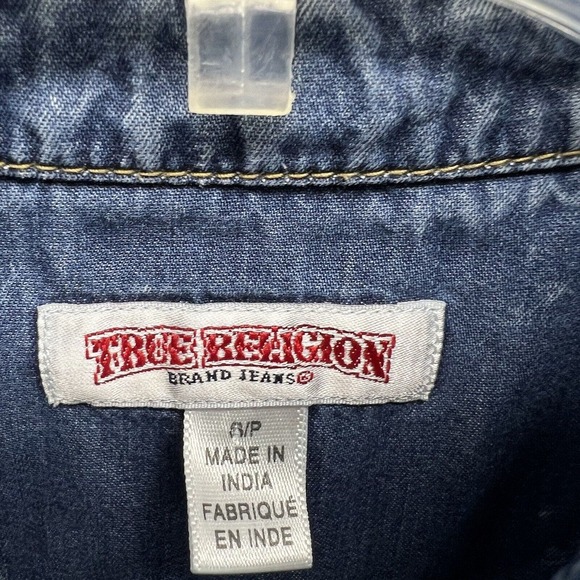 TRUE RELIGION
BRAND JEANS®
S/P
MADE IN
INDIA
FABRIQUÉ
EN INDE